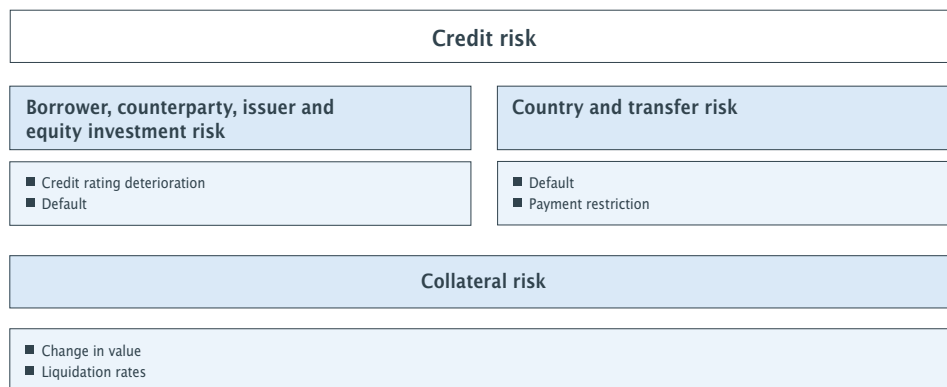 Credit risk
Borrower, counterparty, issuer and
equity investment risk
Country and transfer risk
■ Credit rating deterioration
■ Default
■ Default
■ Payment restriction
Collateral risk
■ Change in value
■ Liquidation rates